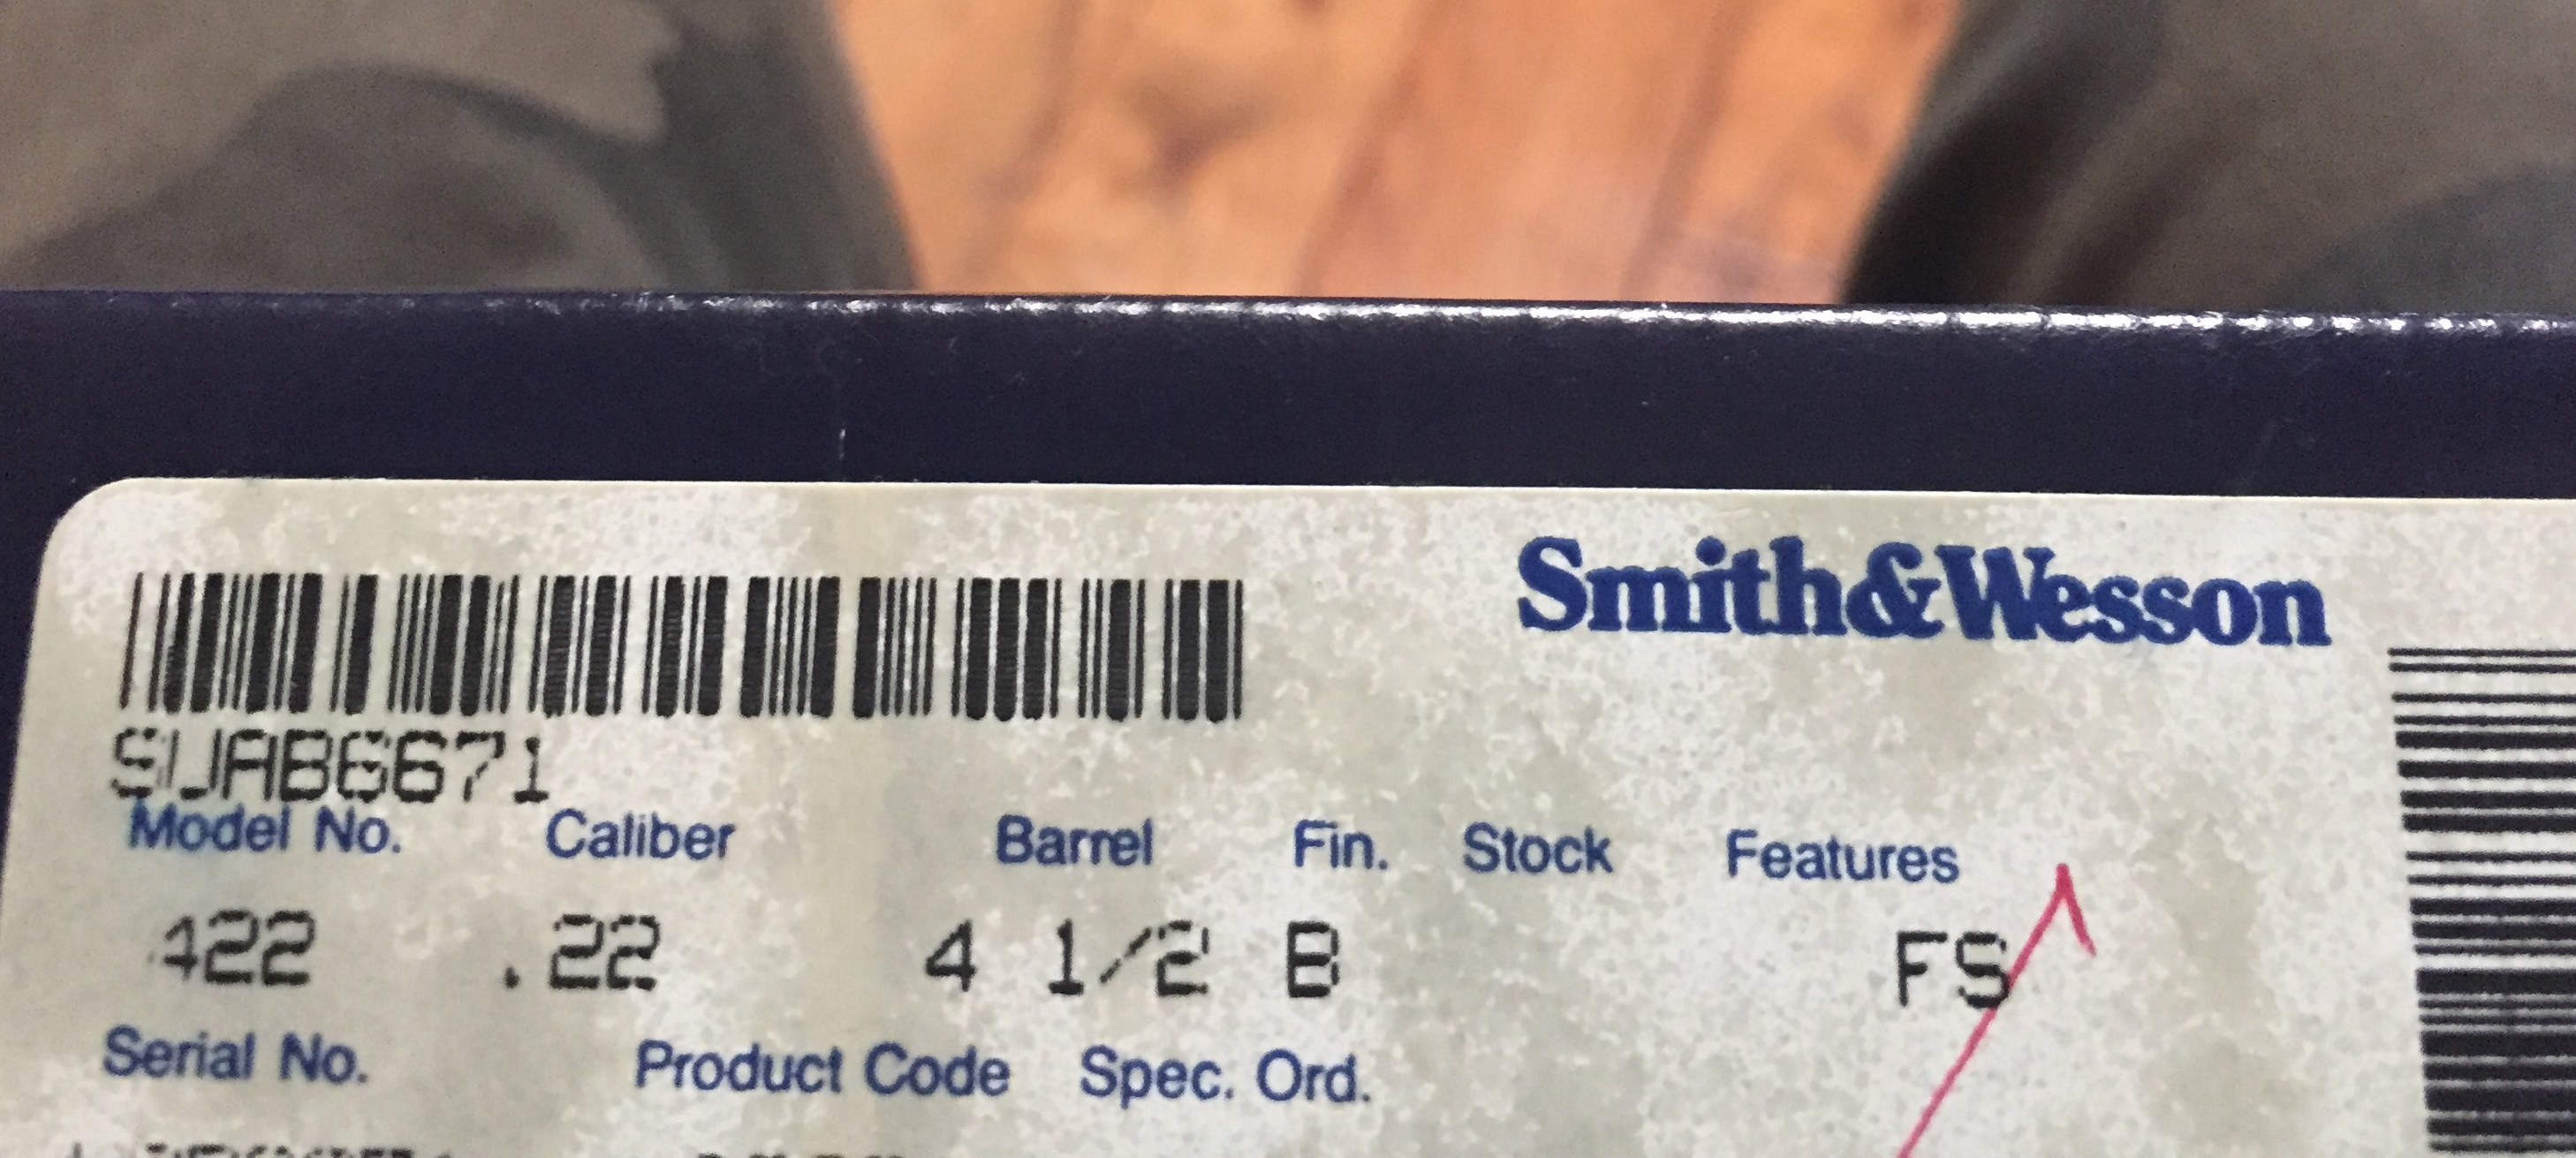 Smith&Wesson
SUAB6671
Model No. Caliber Barrel Fin. Stock Features
422 .22 4 1/2 B FS
Serial No. Product Code Spec. Ord.